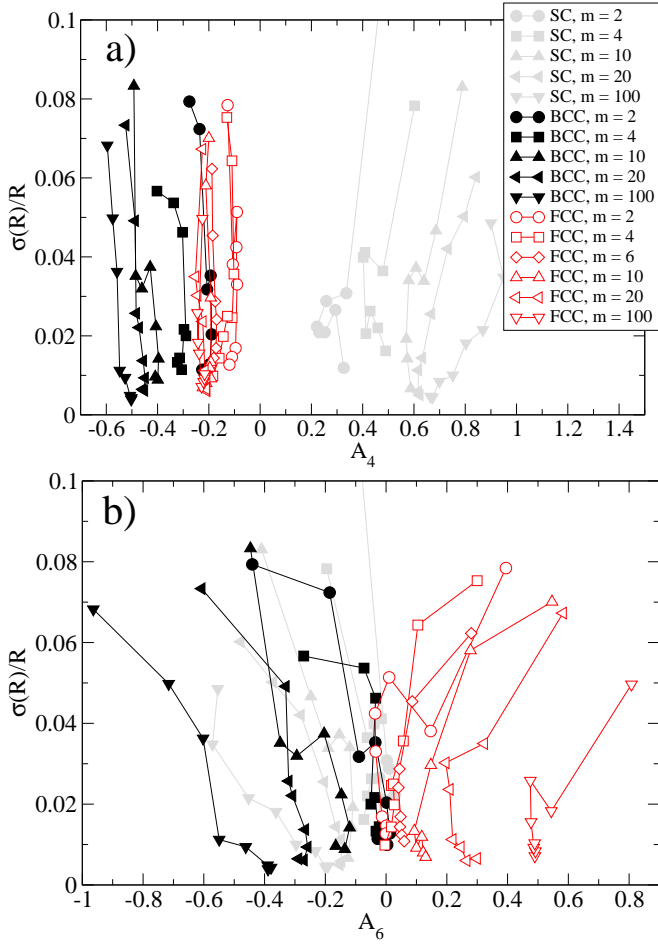 a)
σ(R)/R
0.1
0.08
0.06
0.04
0.02
0
-0.6 -0.4 -0.2 0 0.2 0.4 0.6 0.8 1 1.2 1.4
A4
SC, m = 2
SC, m = 4
SC, m = 10
SC, m = 20
SC, m = 100
BCC, m = 2
BCC, m = 4
BCC, m = 10
BCC, m = 20
BCC, m = 100
FCC, m = 2
FCC, m = 4
FCC, m = 6
FCC, m = 10
FCC, m = 20
FCC, m = 100
b)
σ(R)/R
0.1
0.08
0.06
0.04
0.02
0
-1 -0.8 -0.6 -0.4 -0.2 0 0.2 0.4 0.6 0.8
A6